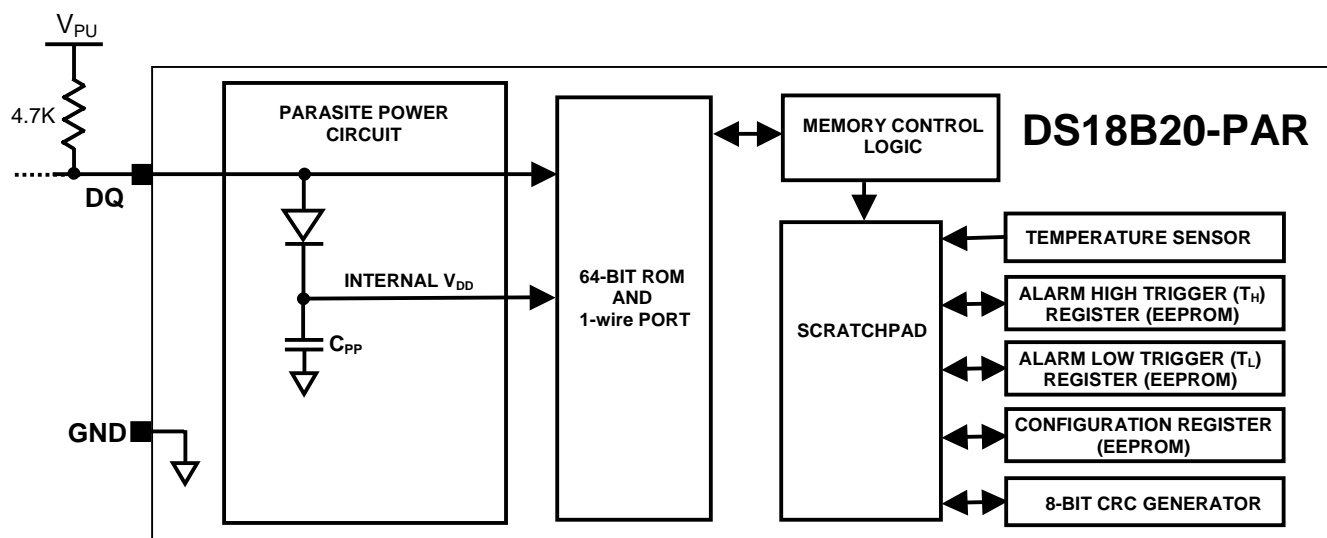 V_PU
4.7K
DQ
GND
PARASITE POWER
CIRCUIT
INTERNAL V_DD
C_PP
64-BIT ROM
AND
1-wire PORT
MEMORY CONTROL
LOGIC
SCRATCHPAD
DS18B20-PAR
TEMPERATURE SENSOR
ALARM HIGH TRIGGER (T_H)
REGISTER (EEPROM)
ALARM LOW TRIGGER (T_L)
REGISTER (EEPROM)
CONFIGURATION REGISTER
(EEPROM)
8-BIT CRC GENERATOR